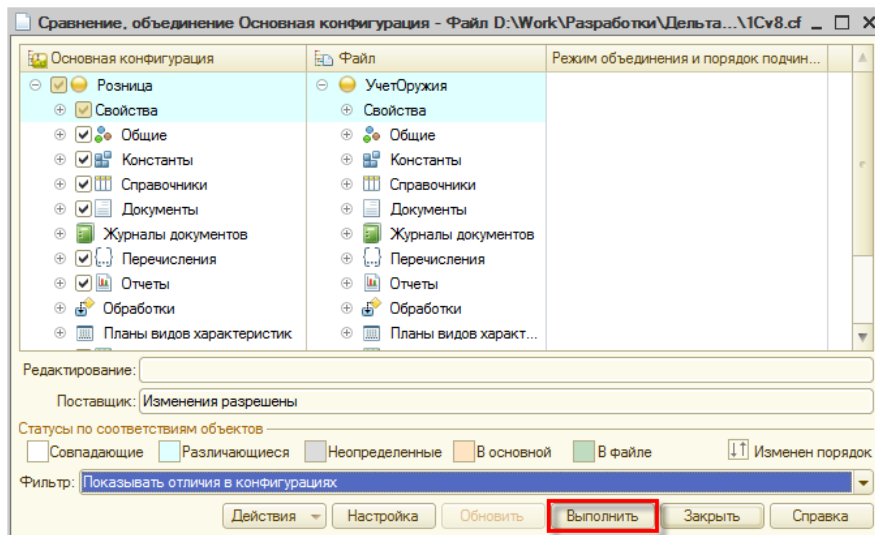 Сравнение, объединение Основная конфигурация - Файл D:\Work\Разработки\Дельта...\1Cv8.cf
Основная конфигурация Файл Режим объединения и порядок подчин...
Розница УчетОружия
Свойства Свойства
Общие Общие
Константы Константы
Справочники Справочники
Документы Документы
Журналы документов Журналы документов
Перечисления Перечисления
Отчеты Отчеты
Обработки Обработки
Планы видов характеристик Планы видов характ...
Редактирование:
Поставщик: Изменения разрешены
Статусы по соответствиям объектов
Совпадающие Различающиеся Неопределенные В основной В файле Изменен порядок
Фильтр: Показывать отличия в конфигурациях
Действия Настройка Обновить Выполнить Закрыть Справка